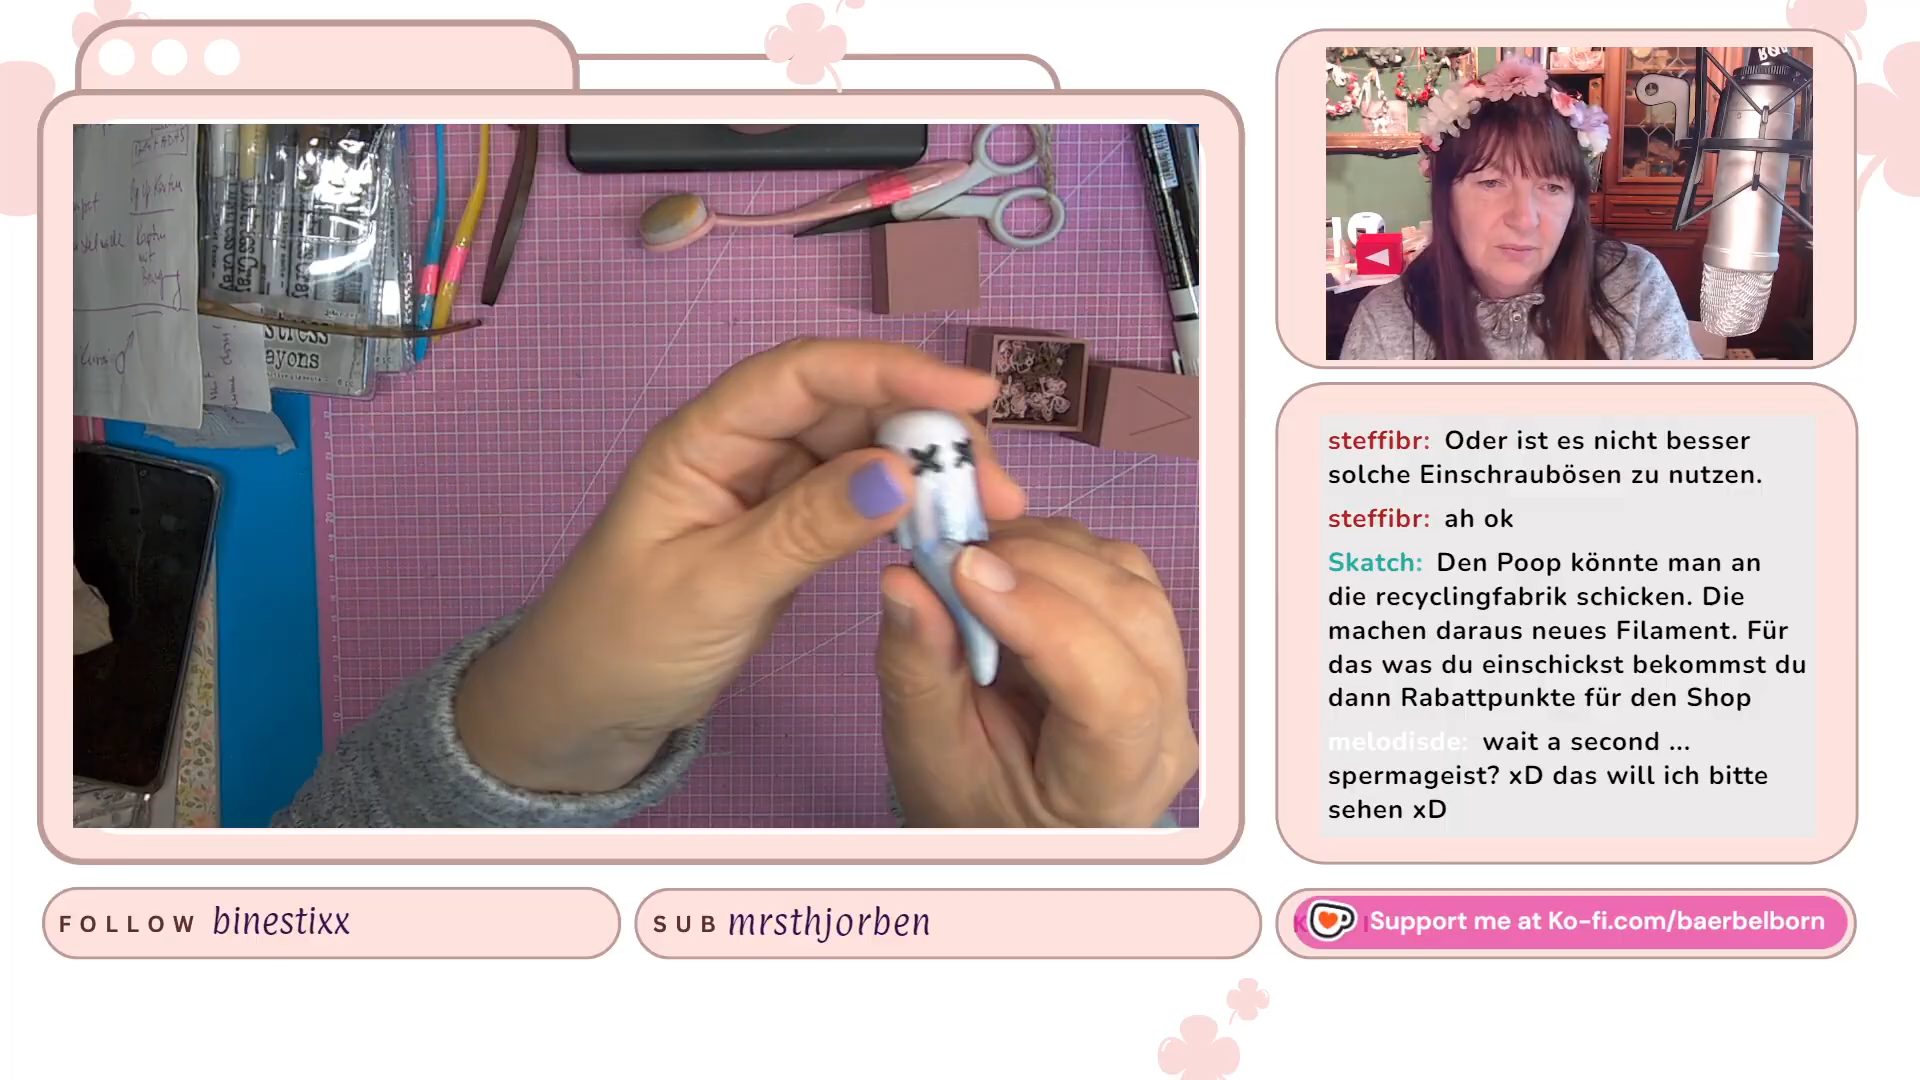 stress
ayons
steffibr: Oder ist es nicht besser
solche Einschraubösen zu nutzen.
steffibr: ah ok
Skatch: Den Poop könnte man an
die recyclingfabrik schicken. Die
machen daraus neues Filament. Für
das was du einschickst bekommst du
dann Rabattpunkte für den Shop
melodisde: wait a second ...
spermageist? xD das will ich bitte
sehen xD
FOLLOW binestixx
SUB mrsthjorben
Support me at Ko-fi.com/baerbelborn